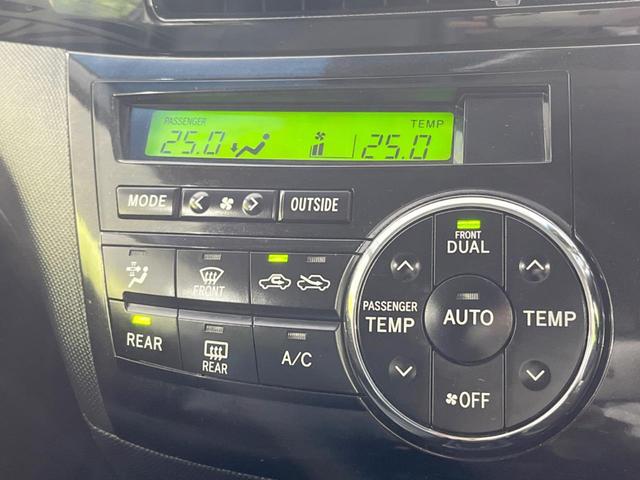 PASSENGER TEMP
25.0 25.0
MODE OUTSIDE
FRONT
DUAL
FRONT
PASSENGER
TEMP AUTO TEMP
REAR REAR A/C
OFF